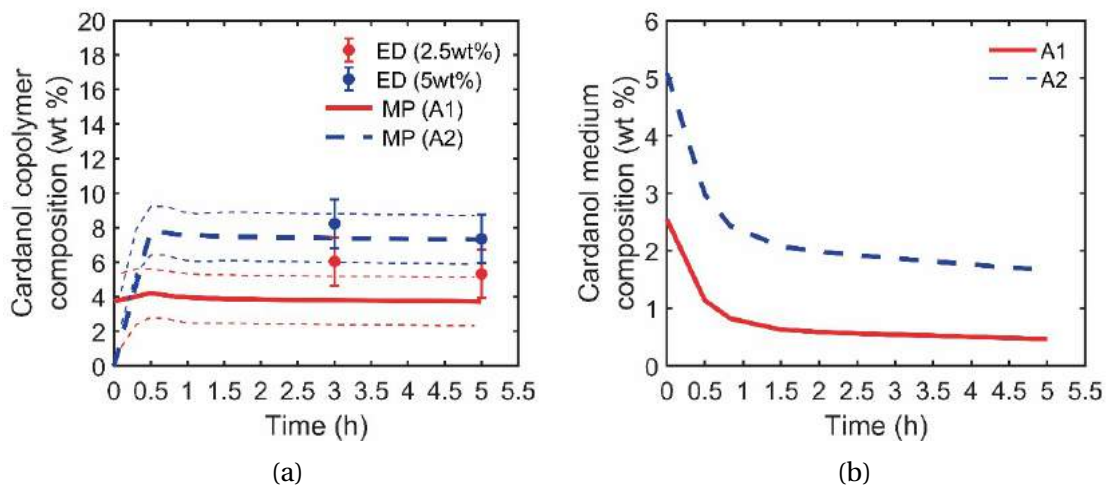 Cardanol copolymer
composition (wt %)
20
18
16
14
12
10
8
6
4
2
0
ED (2.5wt%)
ED (5wt%)
MP (A1)
MP (A2)
0 0.5 1 1.5 2 2.5 3 3.5 4 4.5 5 5.5
Time (h)
(a)
Cardanol medium
composition (wt %)
6
5
4
3
2
1
0
A1
A2
0 0.5 1 1.5 2 2.5 3 3.5 4 4.5 5 5.5
Time (h)
(b)